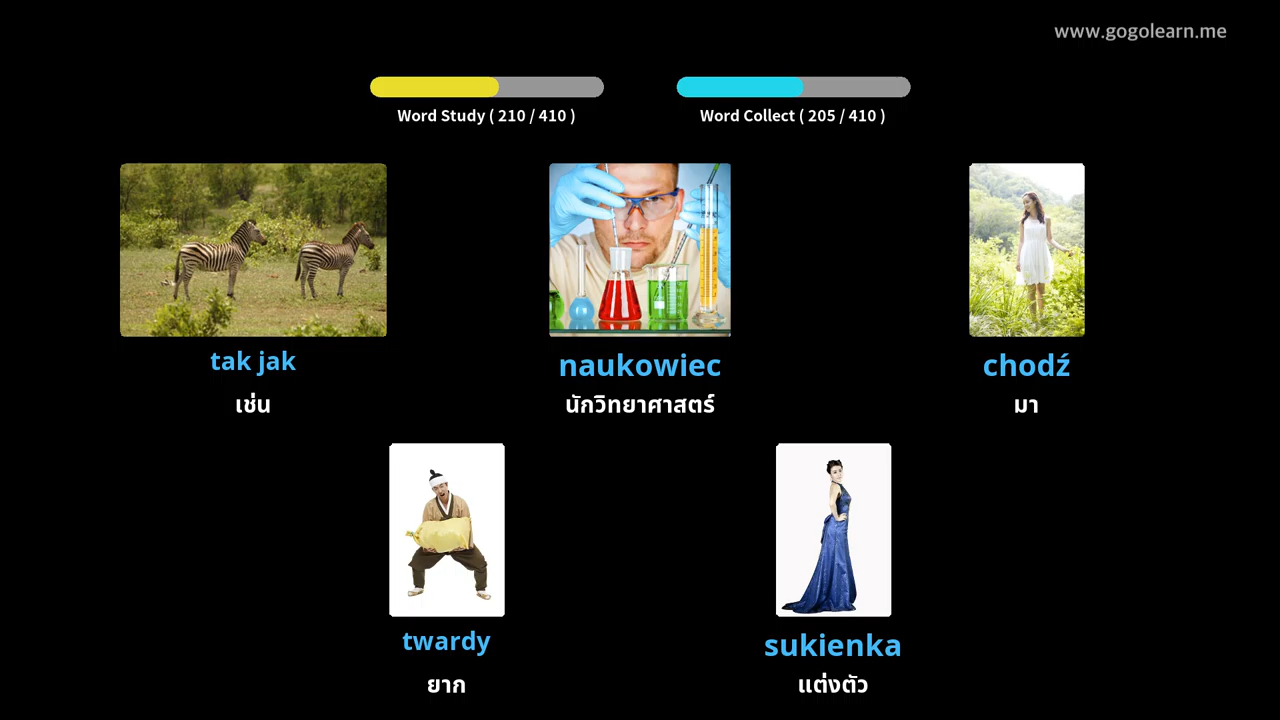 www.gogolearn.me
Word Study ( 210 / 410 )
Word Collect ( 205 / 410 )
tak jak
เช่น
naukowiec
นักวิทยาศาสตร์
chodź
มา
twardy
ยาก
sukienka
แต่งตัว